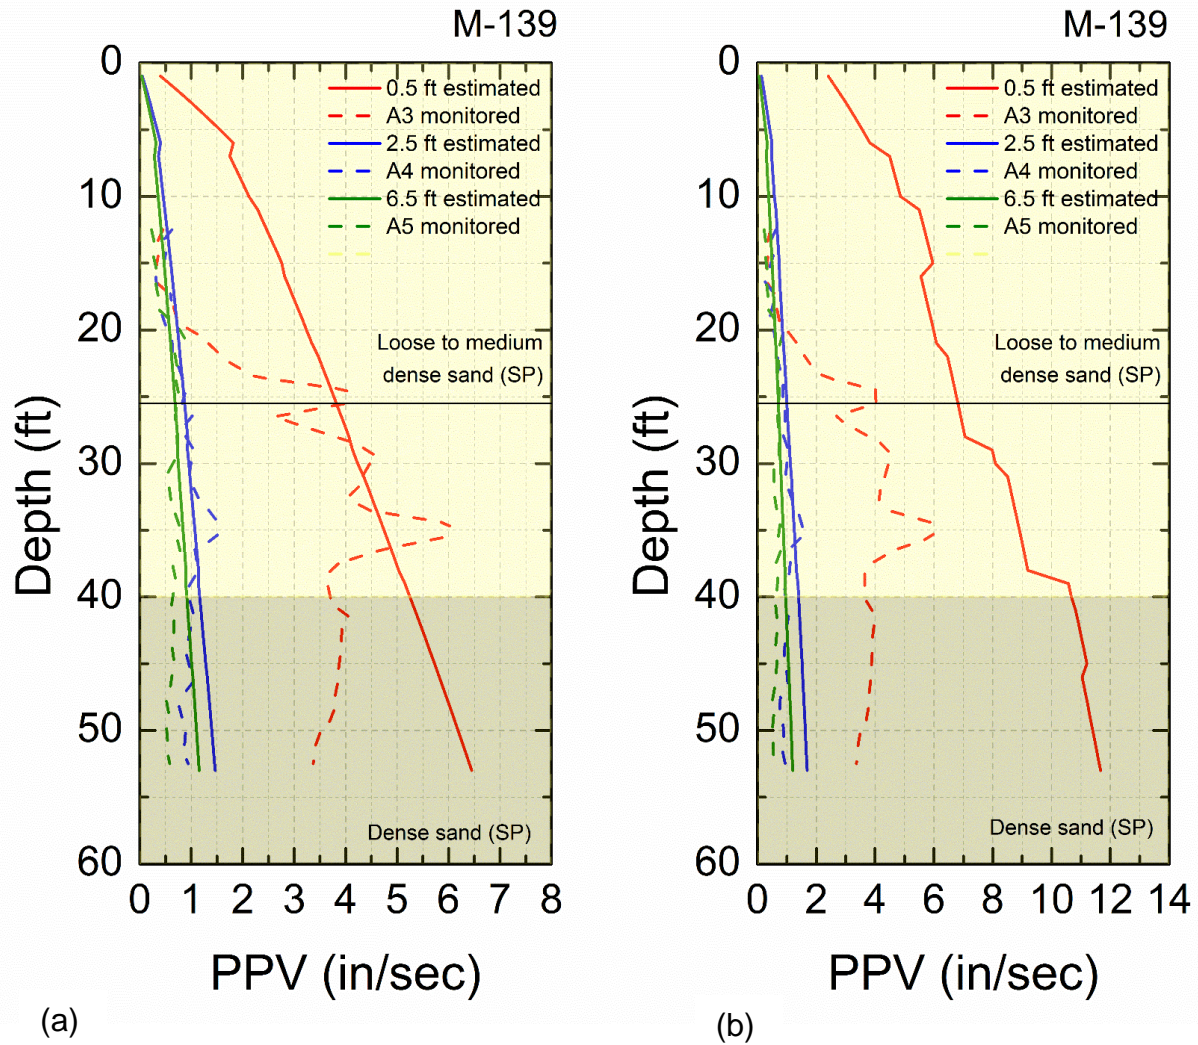 M-139
0.5 ft estimated
A3 monitored
2.5 ft estimated
A4 monitored
6.5 ft estimated
A5 monitored
Loose to medium
dense sand (SP)
Dense sand (SP)
0
10
20
30
40
50
60
Depth (ft)
0 1 2 3 4 5 6 7 8
PPV (in/sec)
(a)
M-139
0.5 ft estimated
A3 monitored
2.5 ft estimated
A4 monitored
6.5 ft estimated
A5 monitored
Loose to medium
dense sand (SP)
Dense sand (SP)
0
10
20
30
40
50
60
Depth (ft)
0 2 4 6 8 10 12 14
PPV (in/sec)
(b)